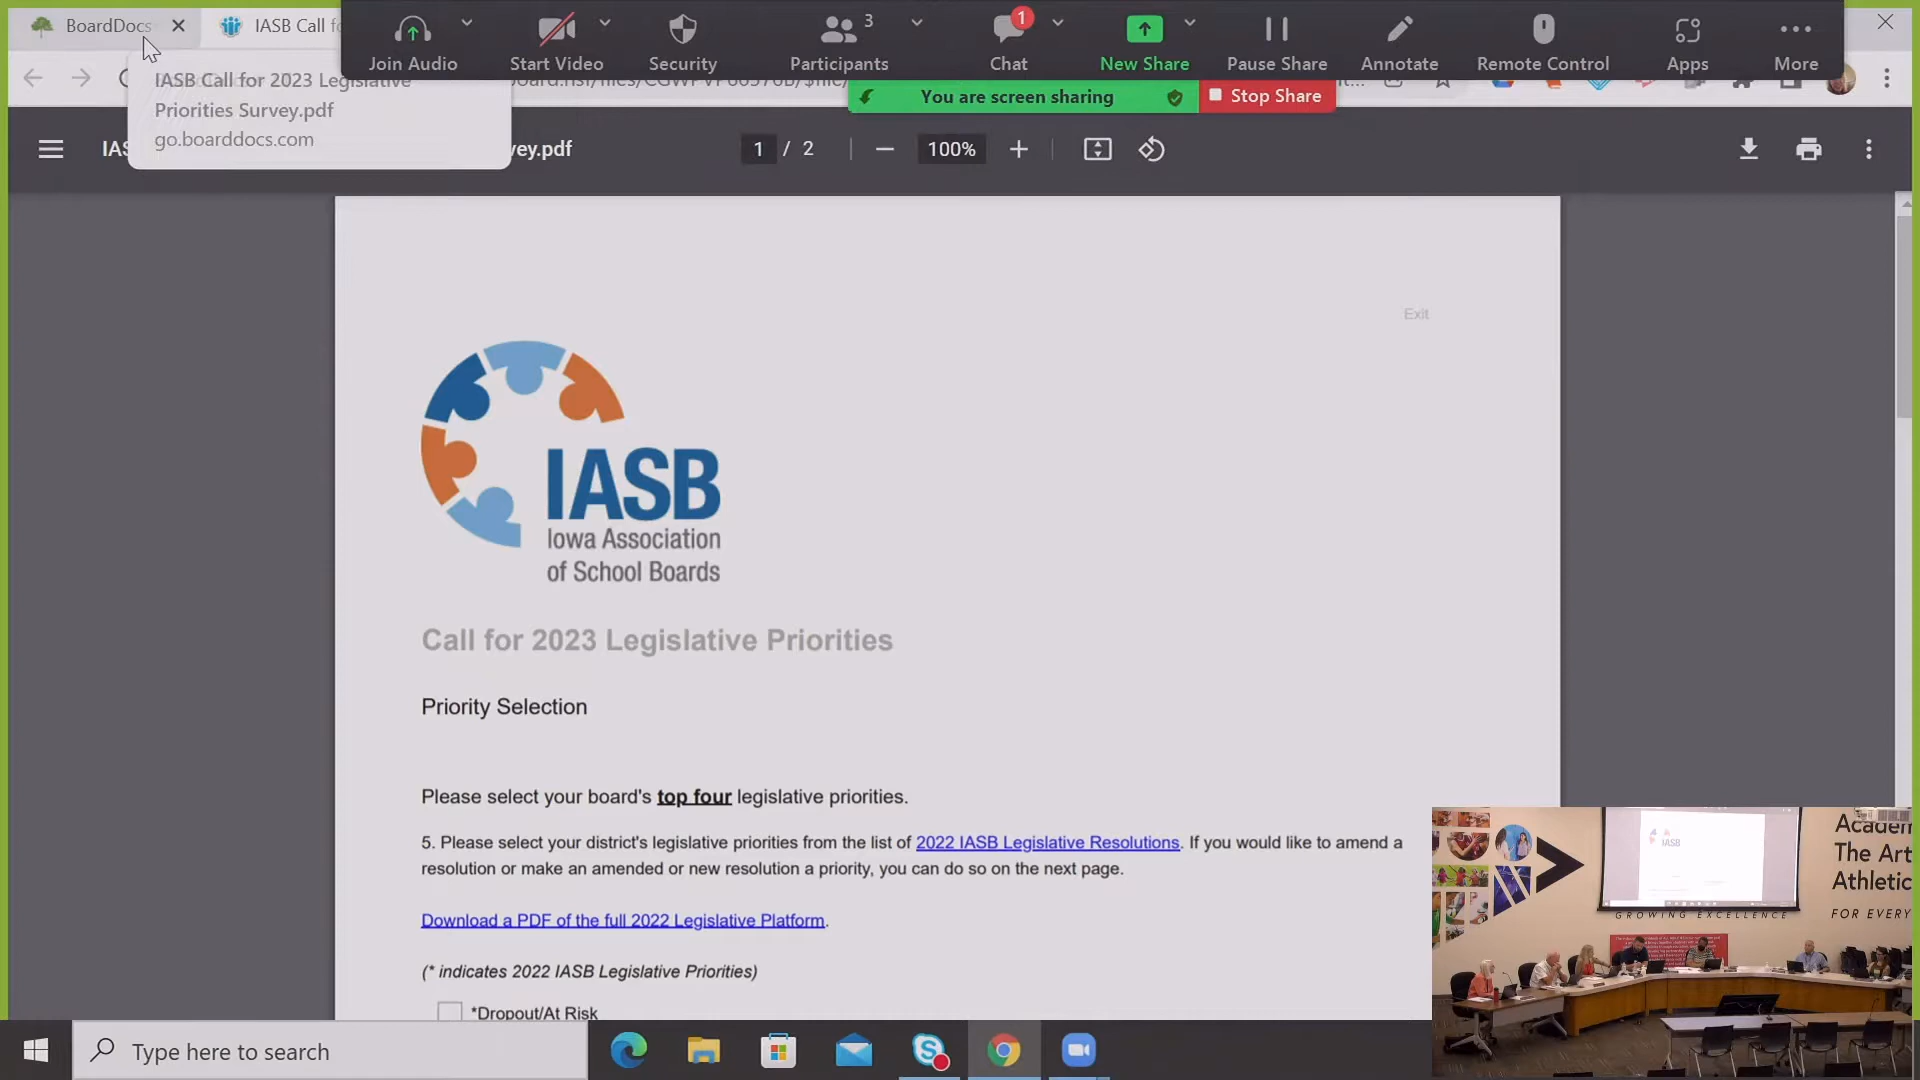 BoardDocs
IASB Call fo
Join Audio
Start Video
Security
Participants
3
Chat
1
New Share
Pause Share
Annotate
Remote Control
Apps
More
You are screen sharing
Stop Share
IASB Call for 2023 Legislative
Priorities Survey.pdf
go.boarddocs.com
IAS
vey.pdf
1 / 2
100%
Exit
IASB
Iowa Association
of School Boards
Call for 2023 Legislative Priorities
Priority Selection
Please select your board's top four legislative priorities.
5. Please select your district's legislative priorities from the list of 2022 IASB Legislative Resolutions. If you would like to amend a
resolution or make an amended or new resolution a priority, you can do so on the next page.
Download a PDF of the full 2022 Legislative Platform.
(* indicates 2022 IASB Legislative Priorities)
*Dropout/At Risk
Type here to search
IASB
GROWING EXCELLENCE
Academ
The Art
Athletic
FOR EVERY